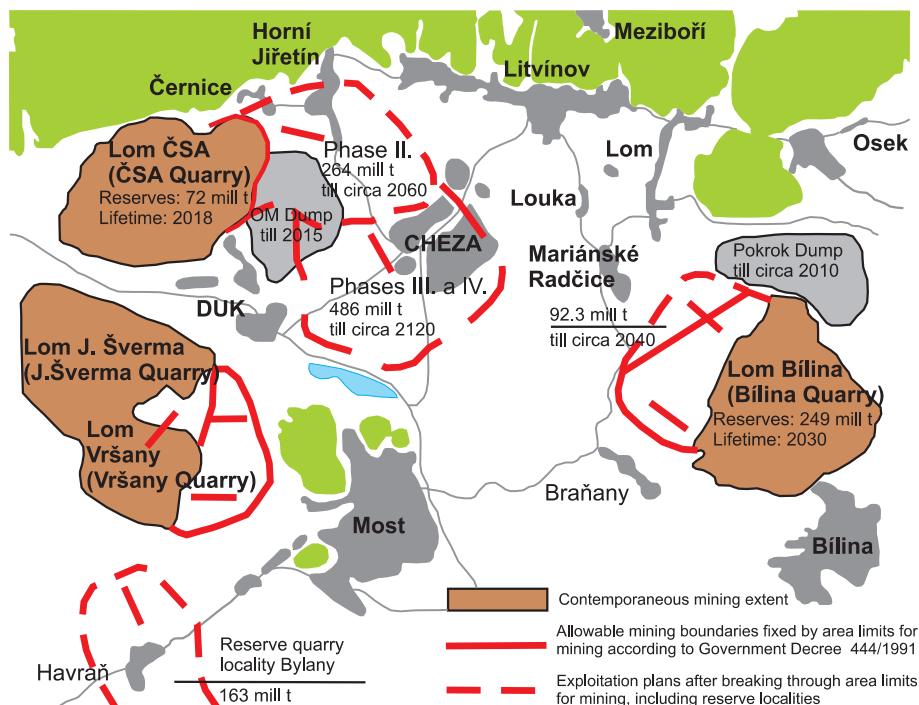 Horní
Jiřetín
Meziboří
Litvínov
Černice
Lom ČSA
(ČSA Quarry)
Reserves: 72 mill t
Lifetime: 2018
Phase II.
264 mill t
till circa 2060
Lom
Osek
Louka
OM Dump
till 2015
CHEZA
Mariánské
Radčice
Pokrok Dump
till circa 2010
DUK
Phases III. a IV.
486 mill t
till circa 2120
92.3 mill t
till circa 2040
Lom J. Šverma
(J.Šverma Quarry)
Lom Bílina
(Bílina Quarry)
Reserves: 249 mill t
Lifetime: 2030
Lom
Vršany
(Vršany Quarry)
Braňany
Most
Bílina
Contemporaneous mining extent
Allowable mining boundaries fixed by area limits for
mining according to Government Decree 444/1991
Exploitation plans after breaking through area limits
for mining, including reserve localities
Havráň
Reserve quarry
locality Bylany
163 mill t